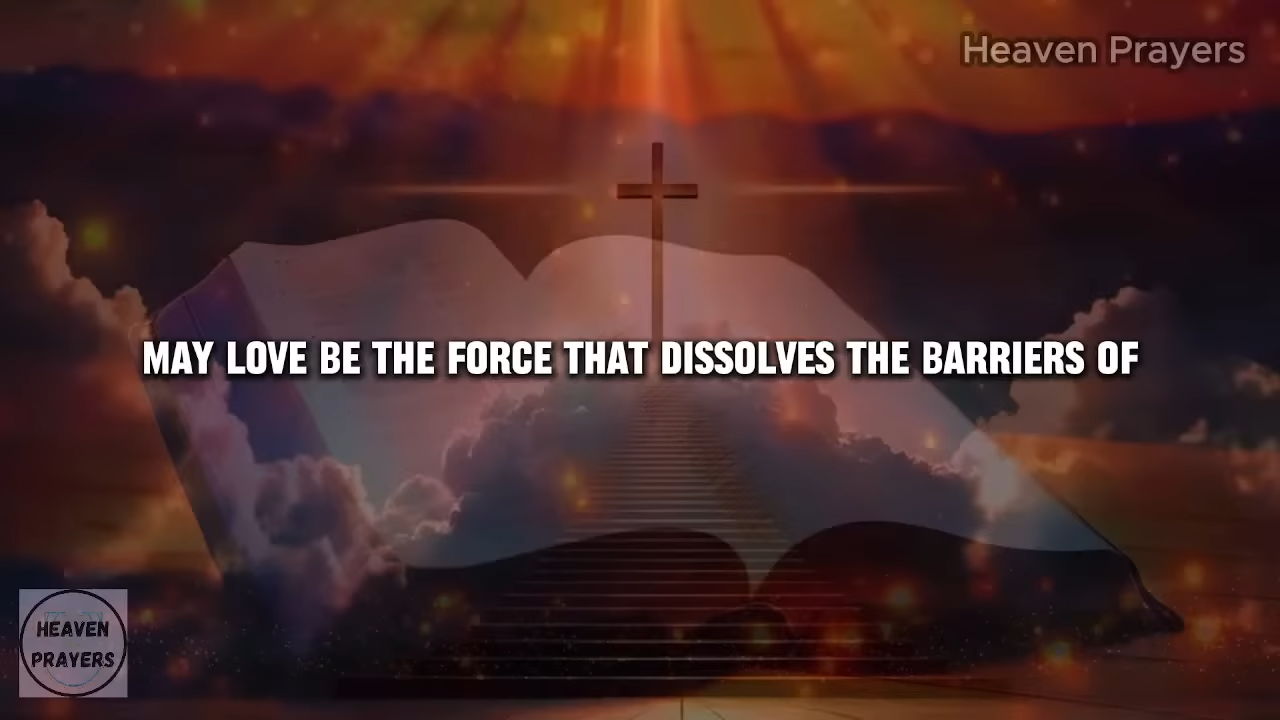 Heaven Prayers
MAY LOVE BE THE FORCE THAT DISSOLVES THE BARRIERS OF
HEAVEN
PRAYERS